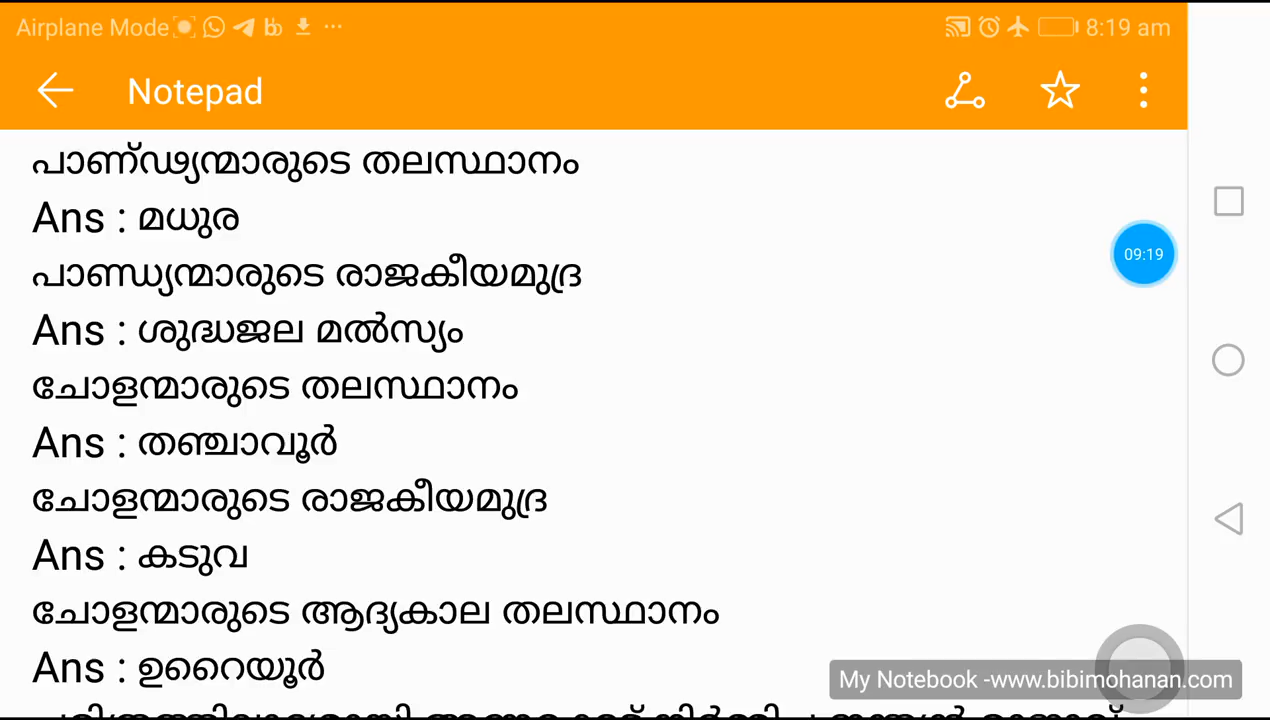 Airplane Mode 8:19 am
Notepad
പാണ്ഢ്യന്മാരുടെ തലസ്ഥാനം
Ans : മധുര
09:19
പാണ്ഡ്യന്മാരുടെ രാജകീയമുദ്ര
Ans : ശുദ്ധജല മൽസ്യം
ചോളന്മാരുടെ തലസ്ഥാനം
Ans : തഞ്ചാവൂർ
ചോളന്മാരുടെ രാജകീയമുദ്ര
Ans : കടുവ
ചോളന്മാരുടെ ആദ്യകാല തലസ്ഥാനം
Ans : ഉറൈയൂർ
My Notebook -www.bibimohanan.com